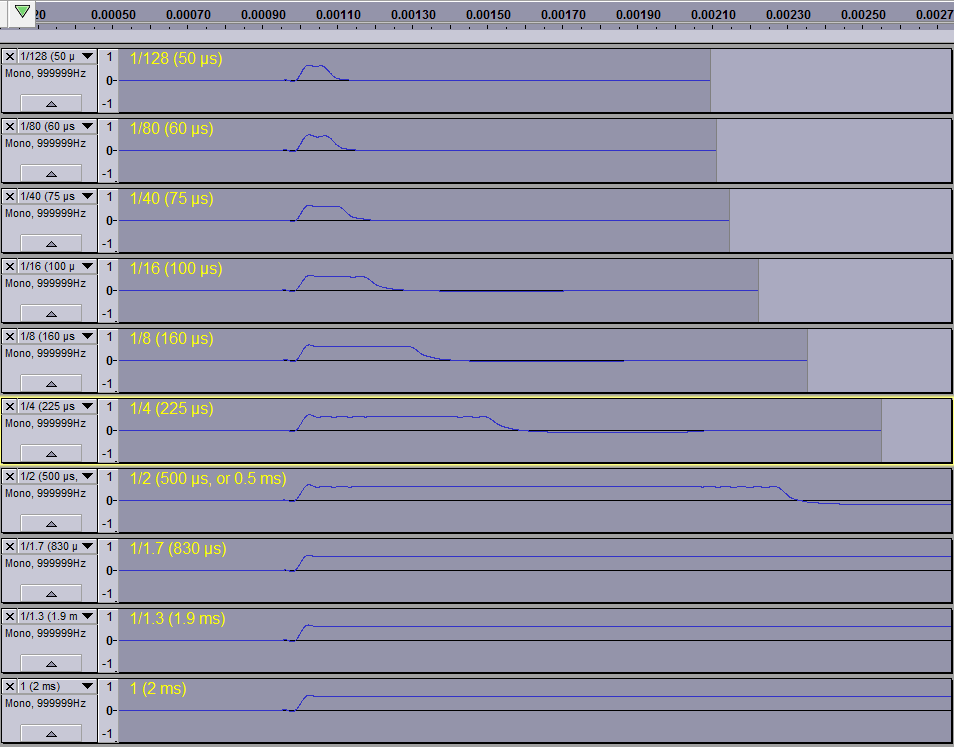 20 0.00050 0.00070 0.00090 0.00110 0.00130 0.00150 0.00170 0.00190 0.00210 0.00230 0.00250 0.0027
1/128 (50 μ 1 1/128 (50 μs)
Mono, 999999Hz 0-
-1
1/80 (60 μs 1 1/80 (60 μs)
Mono, 999999Hz 0-
-1
1/40 (75 μs 1 1/40 (75 μs)
Mono, 999999Hz 0-
-1
1/16 (100 μ 1 1/16 (100 μs)
Mono, 999999Hz 0-
-1
1/8 (160 μs 1 1/8 (160 μs)
Mono, 999999Hz 0-
-1
1/4 (225 μs 1 1/4 (225 μs)
Mono, 999999Hz 0-
-1
1/2 (500 μs, 1 1/2 (500 μs, or 0.5 ms)
Mono, 999999Hz 0-
-1
1/1.7 (830 μ 1 1/1.7 (830 μs)
Mono, 999999Hz 0-
-1
1/1.3 (1.9 m 1 1/1.3 (1.9 ms)
Mono, 999999Hz 0-
-1
1 (2 ms) 1 1 (2 ms)
Mono, 999999Hz 0-
-1